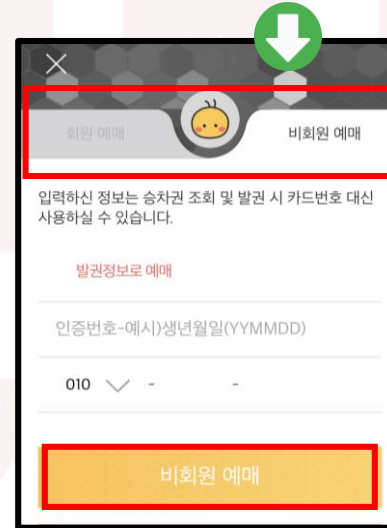 회원 예매
비회원 예매
입력하신 정보는 승차권 조회 및 발권 시 카드번호 대신
사용하실 수 있습니다.
발권정보로 예매
인증번호-예시)생년월일(YYMMDD)
010 - -
비회원 예매